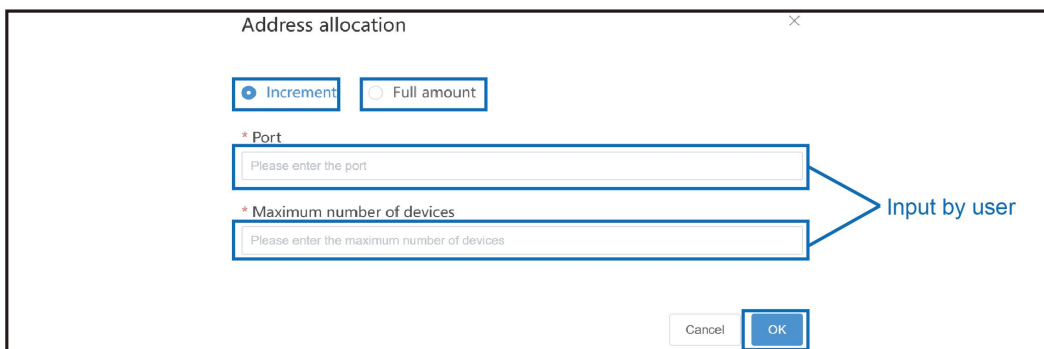 Address allocation
Increment Full amount
* Port
Please enter the port
* Maximum number of devices
Input by user
Please enter the maximum number of devices
Cancel OK